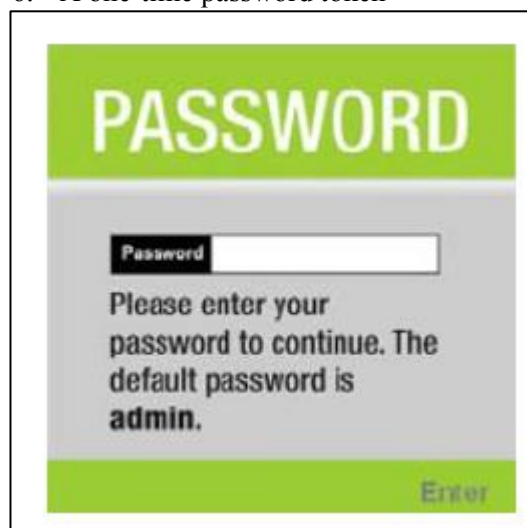 6. A one-time password token
PASSWORD
Password
Please enter your
password to continue. The
default password is
admin.
Enter